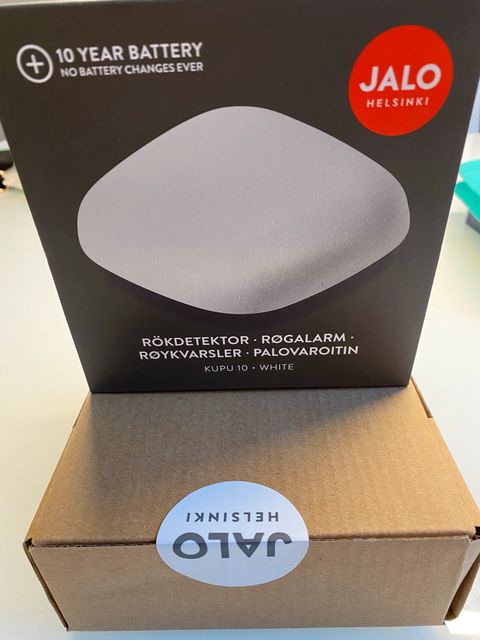 10 YEAR BATTERY
NO BATTERY CHANGES EVER
JALO
HELSINKI
RÖKDETEKTOR · RØGALARM ·
RØYKVARSLER · PALOVAROITIN
KUPU 10 · WHITE
JALO
HELSINKI